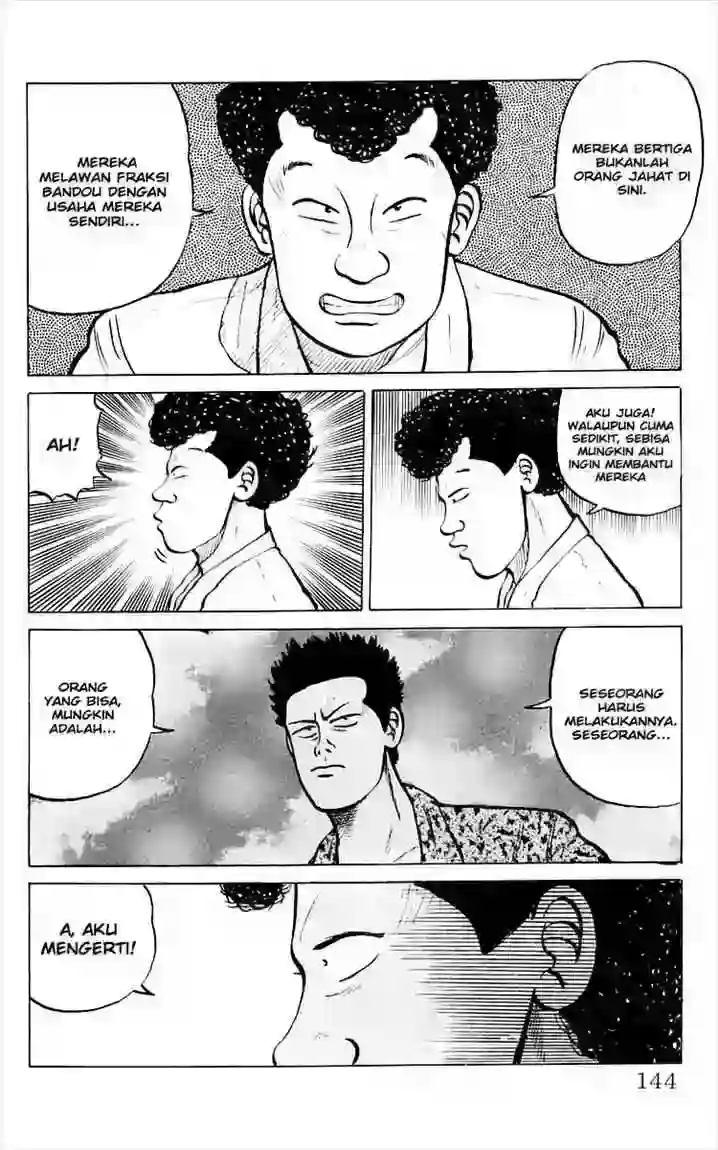 MEREKA BERTIGA
BUKANLAH
ORANG JAHAT DI
SINI.
MEREKA
MELAWAN FRAKSI
BANDOU DENGAN
USAHA MEREKA
SENDIRI...
AKU JUGA!
WALAUPUN CUMA
SEDIKIT, SEBISA
MUNGKIN AKU
INGIN MEMBANTU
MEREKA
AH!
SESEORANG
HARUS
MELAKUKANNYA.
SESEORANG...
ORANG
YANG BISA,
MUNGKIN
ADALAH...
A, AKU
MENGERTI!
144